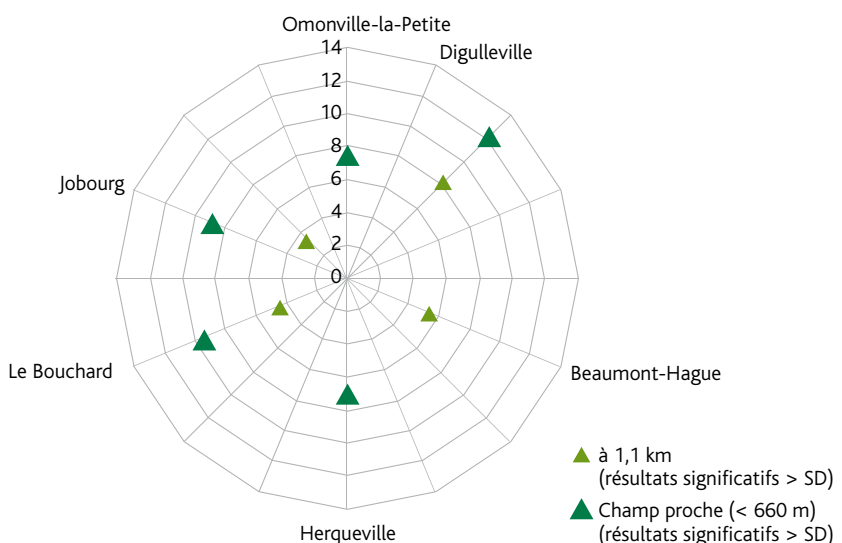 Omonville-la-Petite
14
Digulleville
12
10
8
Jobourg
6
4
2
0
Le Bouchard
Beaumont-Hague
à 1,1 km
(résultats significatifs > SD)
Champ proche (< 660 m)
(résultats significatifs > SD)
Herqueville